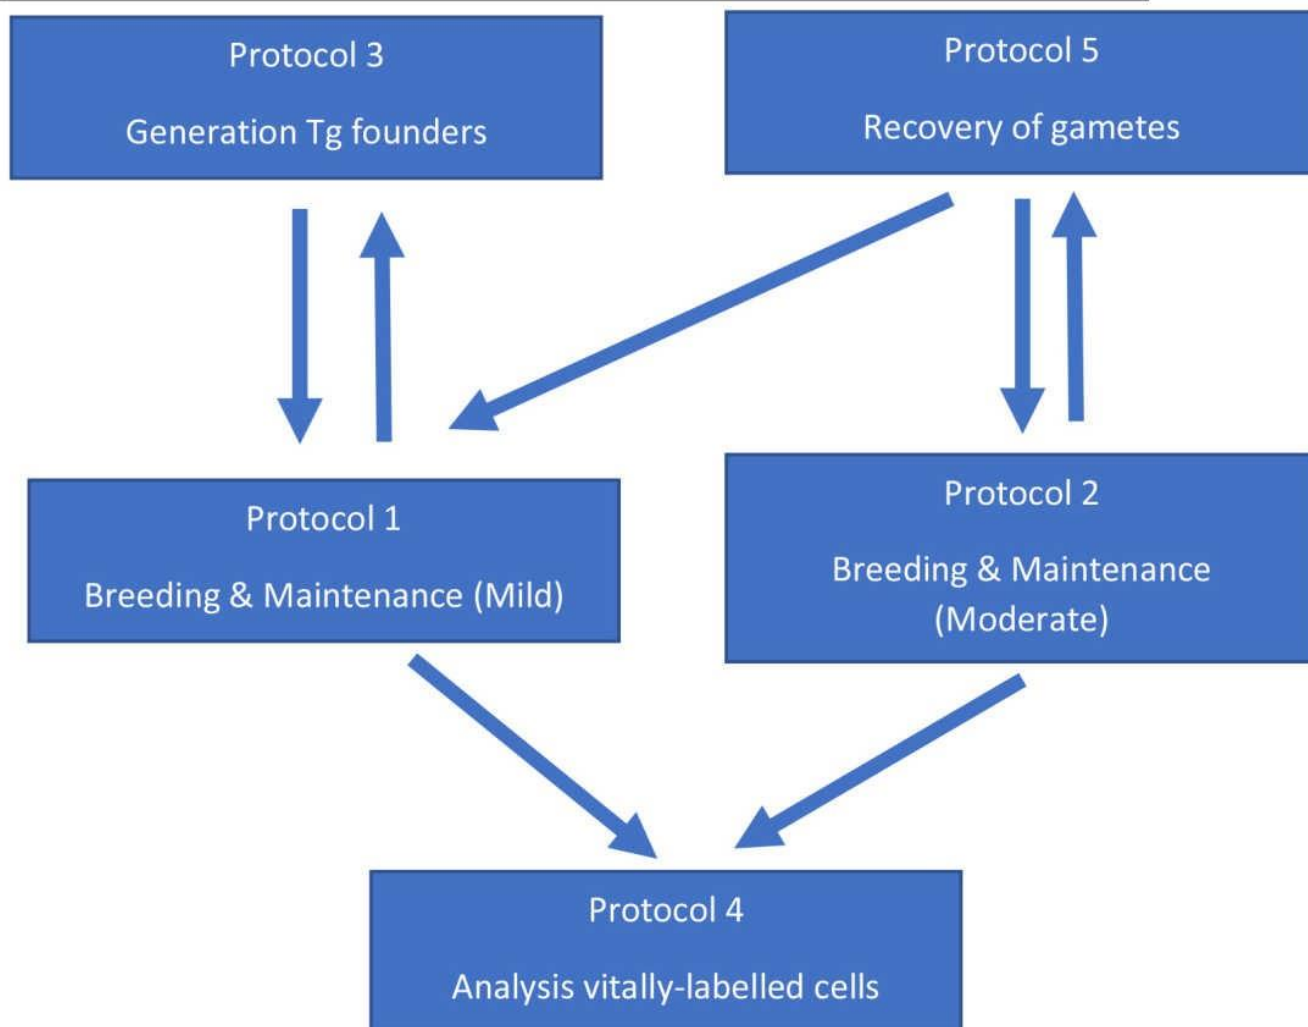 Protocol 3
Generation Tg founders
Protocol 5
Recovery of gametes
Protocol 1
Breeding & Maintenance (Mild)
Protocol 2
Breeding & Maintenance
(Moderate)
Protocol 4
Analysis vitally-labelled cells